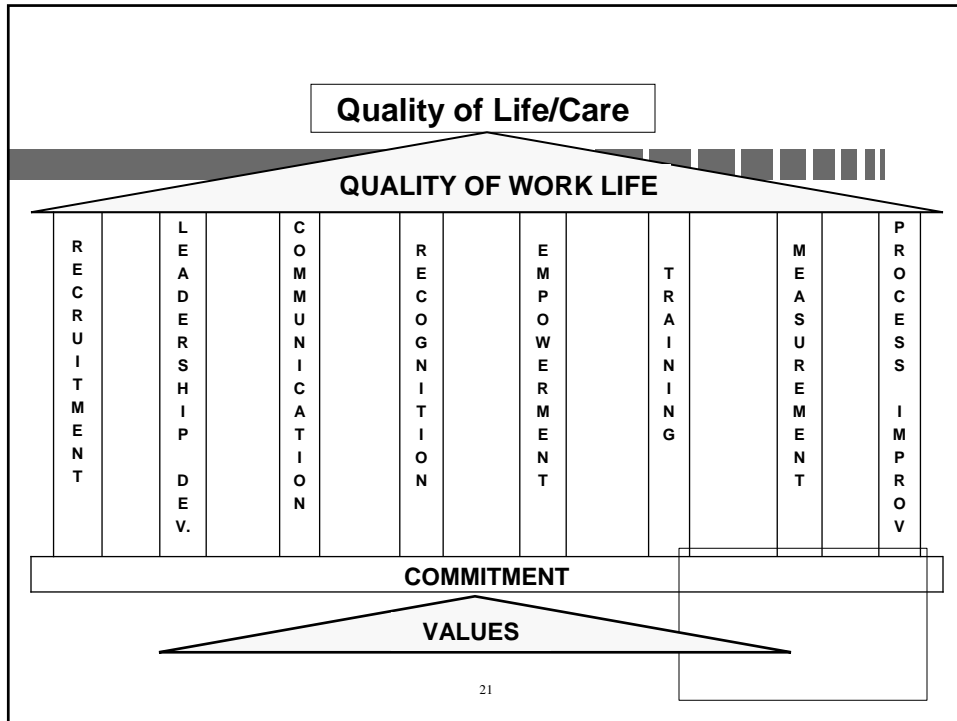 Quality of Life/Care
QUALITY OF WORK LIFE
RECRUITMENT
LEADERSHIP DEV.
COMMUNICATION
RECOGNITION
EMPOWERMENT
TRAINING
MEASUREMENT
PROCESS IMPROV
COMMITMENT
VALUES
21